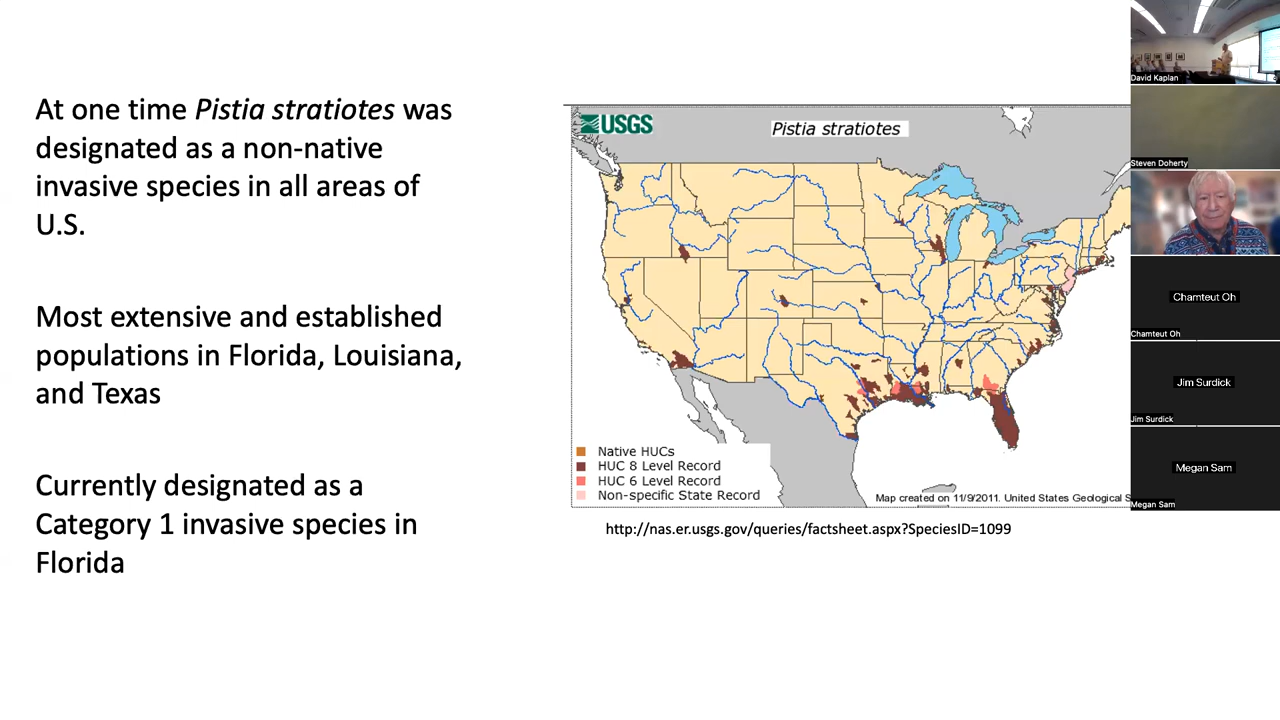 At one time Pistia stratiotes was
designated as a non-native
invasive species in all areas of
U.S.
Most extensive and established
populations in Florida, Louisiana,
and Texas
Currently designated as a
Category 1 invasive species in
Florida
USGS
Pistia stratiotes
Native HUCs
HUC 8 Level Record
HUC 6 Level Record
Non-specific State Record
Map created on 11/9/2011. United States Geological S
http://nas.er.usgs.gov/queries/factsheet.aspx?SpeciesID=1099
David Kaplan
Steven Doherty
Chamteut Oh
Chamteut Oh
Jim Surdick
Jim Surdick
Megan Sam
Megan Sam